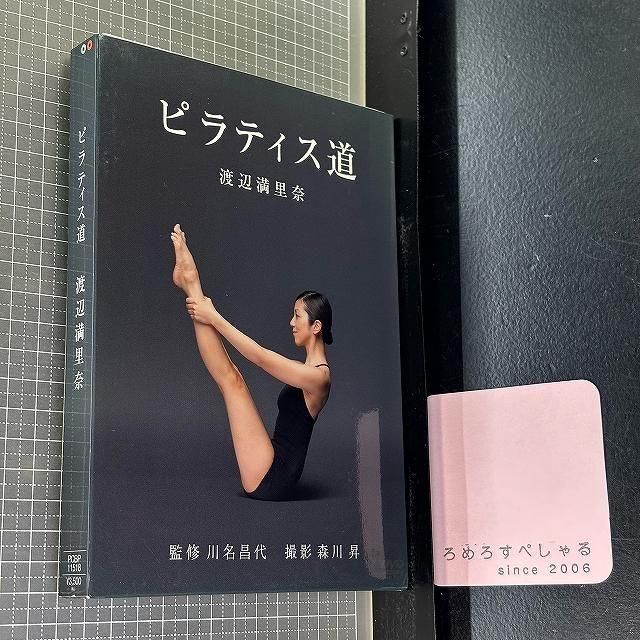 ピラティス道
渡辺満里奈
監修 川名昌代 撮影 森川 昇
ピラティス道 渡辺満里奈
PCBP
11518
¥3,500
ろめろすぺしゃる
since 2006